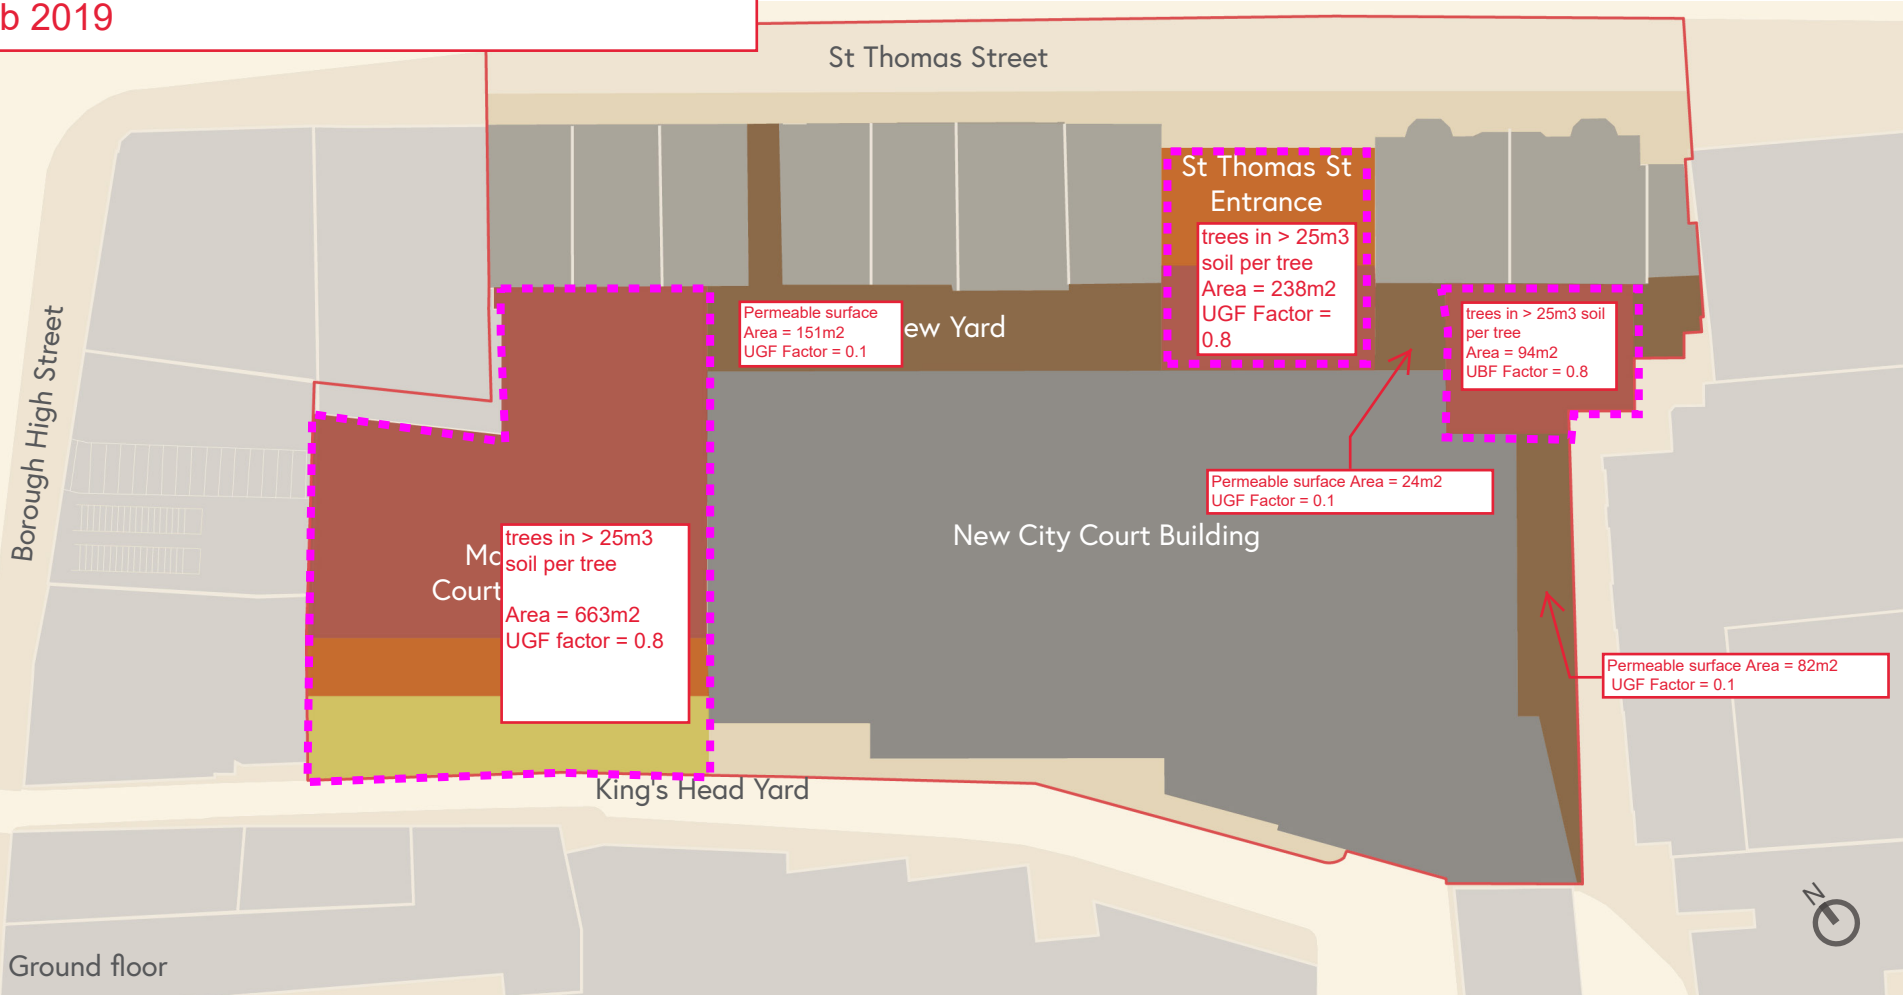 b 2019
St Thomas Street
St Thomas St
Entrance
trees in > 25m3
soil per tree
Area = 238m2
UGF Factor =
0.8
Permeable surface
Area = 151m2
UGF Factor = 0.1
ew Yard
trees in > 25m3 soil
per tree
Area = 94m2
UBF Factor = 0.8
Borough High Street
Permeable surface Area = 24m2
UGF Factor = 0.1
New City Court Building
Court
trees in > 25m3
soil per tree
Area = 663m2
UGF factor = 0.8
Permeable surface Area = 82m2
UGF Factor = 0.1
King's Head Yard
N
Ground floor